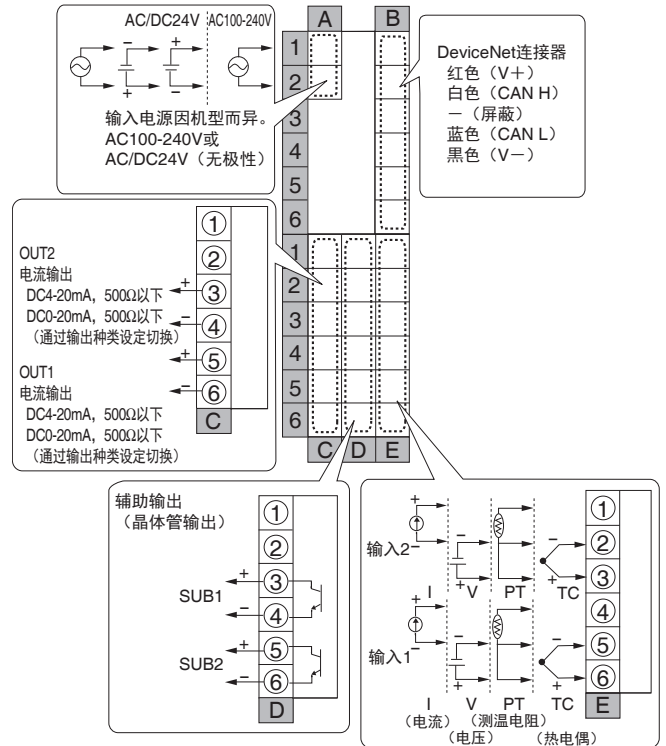 AC/DC24V AC100-240V
－ ＋
＋ －
输入电源因机型而异。
AC100-240V或
AC/DC24V（无极性）
A B
1
2
3
4
5
6
1
2
3
4
5
6
C D E
DeviceNet连接器
红色（V＋）
白色（CAN H）
－（屏蔽）
蓝色（CAN L）
黑色（V－）
OUT2
电流输出
DC4-20mA，500Ω以下
DC0-20mA，500Ω以下
（通过输出种类设定切换）
OUT1
电流输出
DC4-20mA，500Ω以下
DC0-20mA，500Ω以下
（通过输出种类设定切换）
①
②
＋ ③
－ ④
＋ ⑤
－ ⑥
C
辅助输出
（晶体管输出）
①
②
SUB1 ＋ ③
－ ④
SUB2 ＋ ⑤
－ ⑥
D
＋ － ①
输入2 － － ②
＋ ＋ ③
I V PT TC
④
＋ － － ⑤
输入1 － ＋ ＋ ⑥
I V PT TC E
（电流） （测温电阻）
（电压） （热电偶）